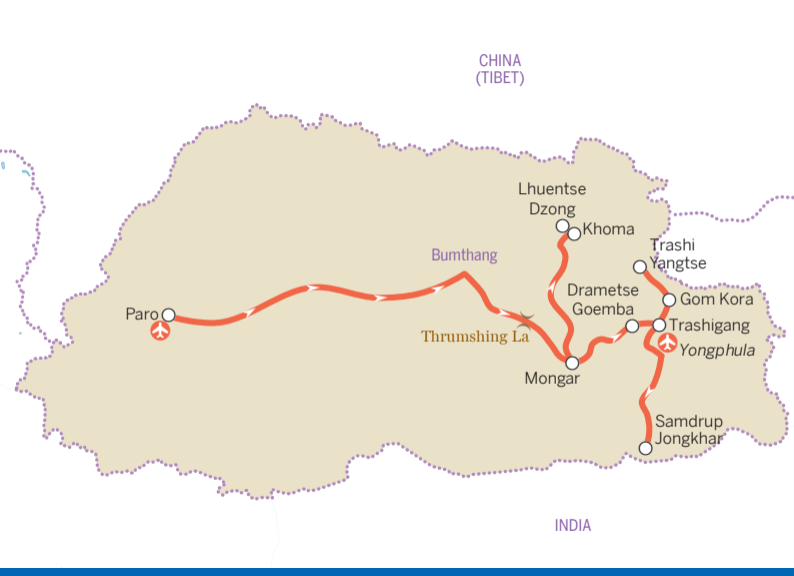 CHINA
(TIBET)
Lhuentse
Dzong
Khoma
Trashi
Yangtse
Bumthang
Drametse
Goemba
Gom Kora
Paro
Trashigang
Thrumshing La
Yongphula
Mongar
Samdrup
Jongkhar
INDIA